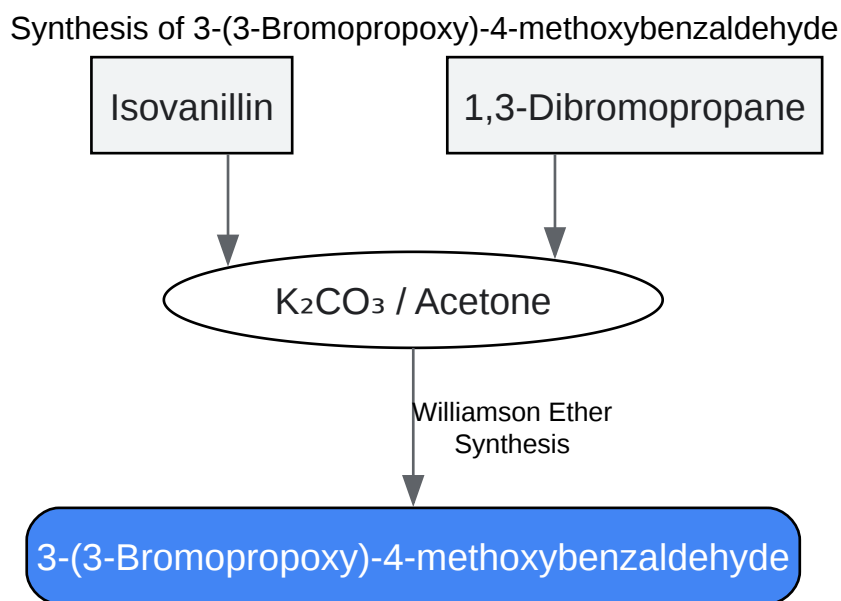 Synthesis of 3-(3-Bromopropoxy)-4-methoxybenzaldehyde
Isovanillin
1,3-Dibromopropane
K₂CO₃ / Acetone
Williamson Ether
Synthesis
3-(3-Bromopropoxy)-4-methoxybenzaldehyde